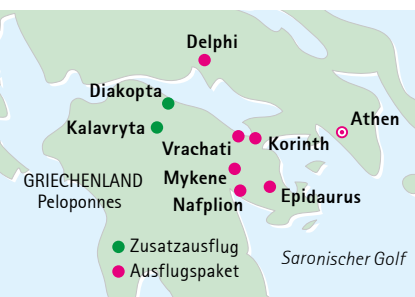 Delphi
Diakopta
Athen
Kalavryta
Vrachati
Korinth
Mykene
GRIECHENLAND
Peloponnes
Nafplion
Epidaurus
Zusatzausflug
Saronischer Golf
Ausflugspaket